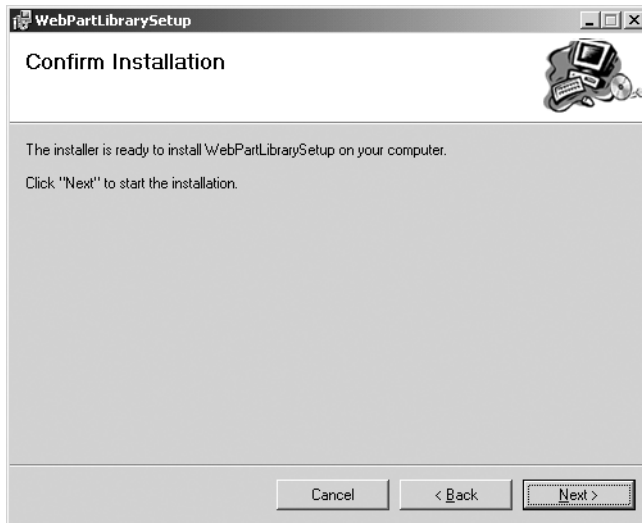 WebPartLibrarySetup
Confirm Installation
The installer is ready to install WebPartLibrarySetup on your computer.
Click "Next" to start the installation.
Cancel
< Back
Next >